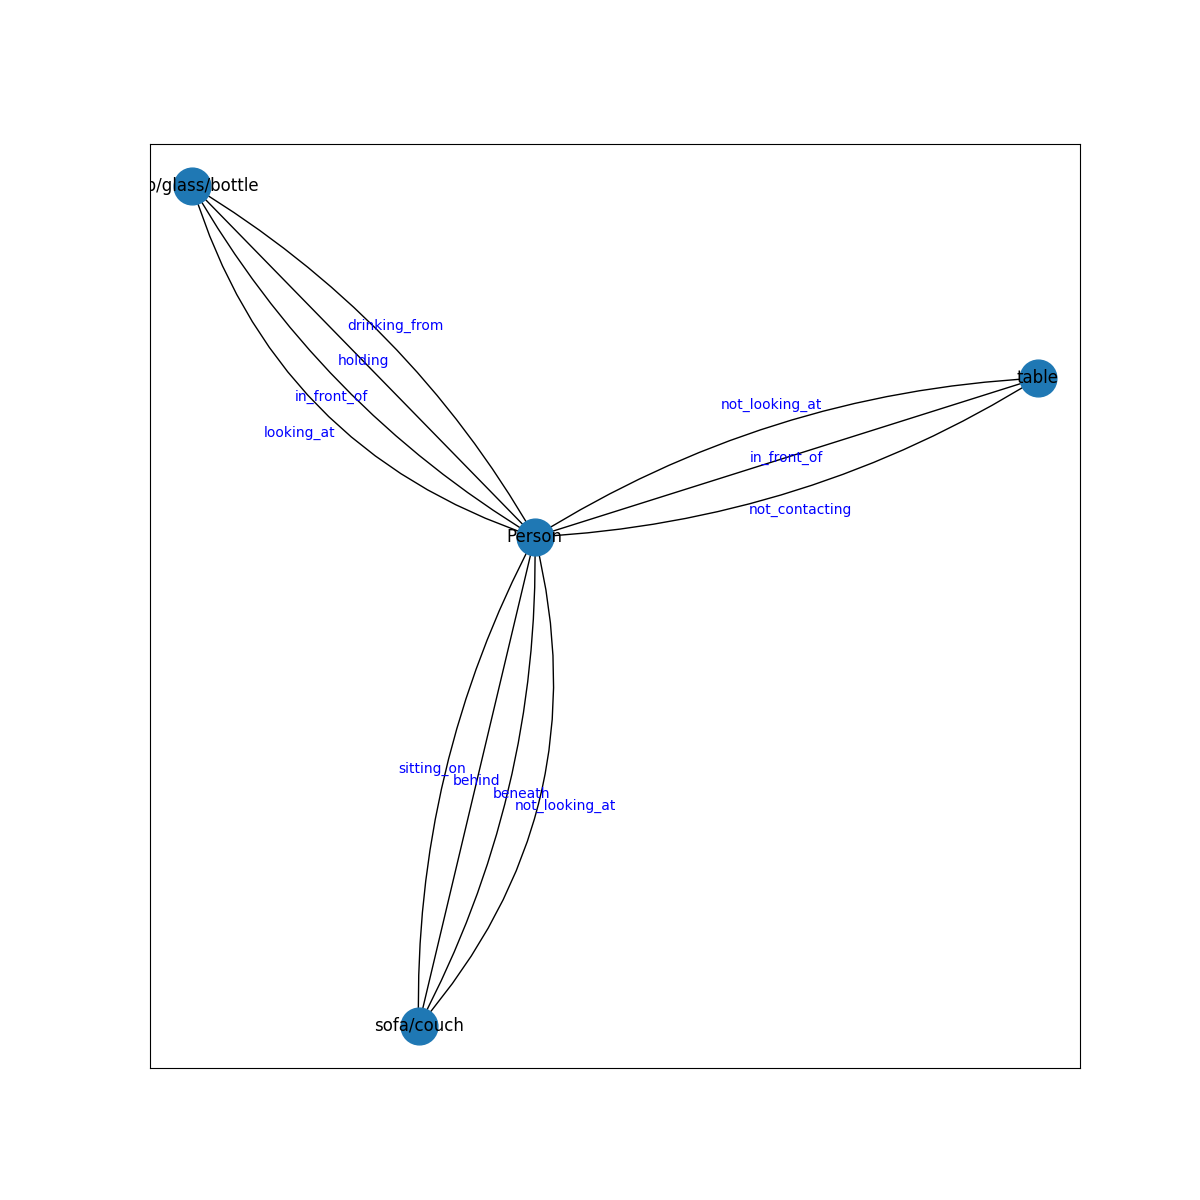 /glass/bottle
drinking_from
holding
table
in_front_of
not_looking_at
looking_at
in_front_of
not_contacting
Person
sitting_on
behind
beneath
not_looking_at
sofa/couch